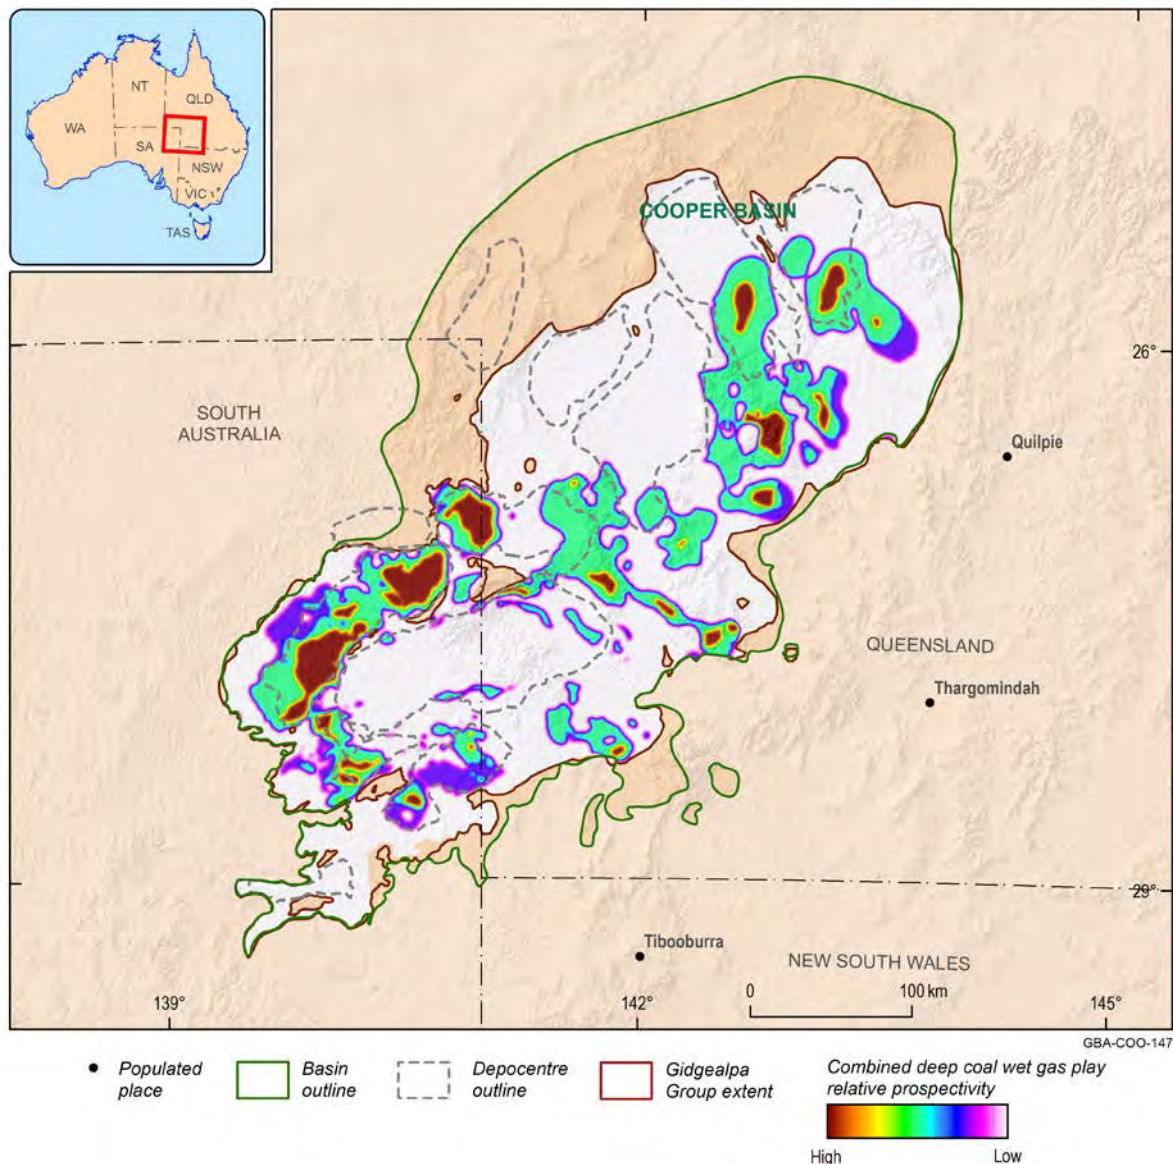 NT
QLD
WA
SA
NSW
VIC
TAS
COOPER BASIN
26°
SOUTH
AUSTRALIA
Quilpie
QUEENSLAND
Thargomindah
29°
Tibooburra
NEW SOUTH WALES
0 100 km
139° 142° 145°
GBA-COO-147
Populated
place
Basin
outline
Depocentre
outline
Gidgealpa
Group extent
Combined deep coal wet gas play
relative prospectivity
High Low